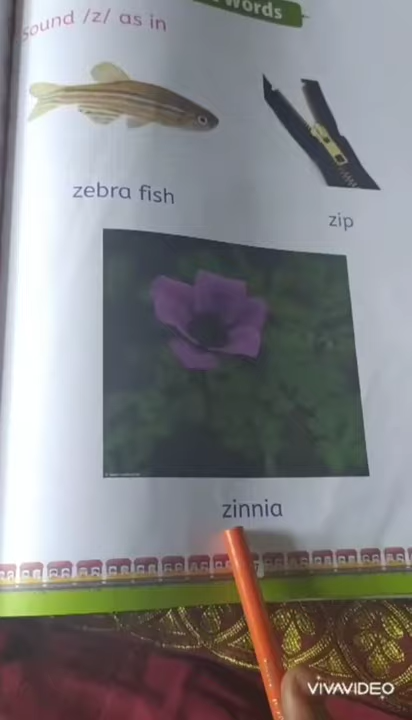 words
Sound /z/ as in
zebra fish
zip
zinnia
VIVAVIDEO